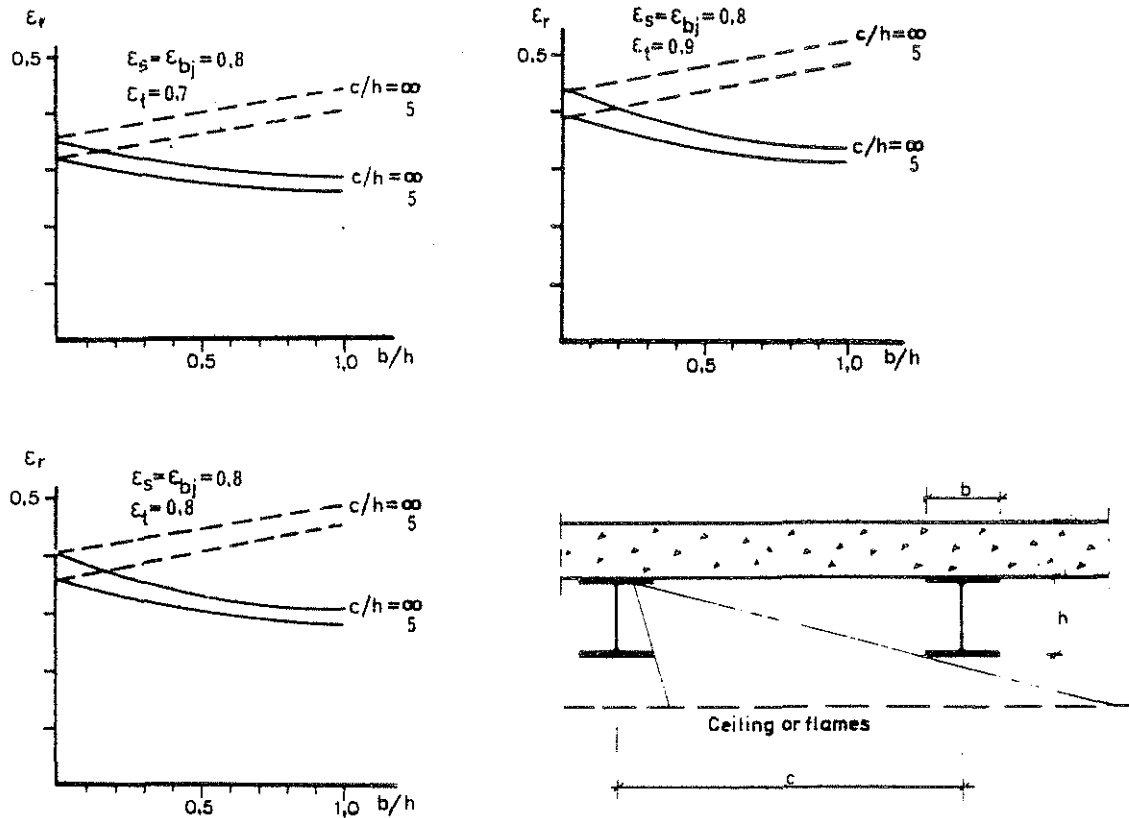 ε_r
0,5
ε_s=ε_bj=0.8
ε_t=0.7
c/h=∞
5
c/h=∞
5
0.5
1,0
b/h
ε_r
0,5
ε_s=ε_bj=0.8
ε_t=0.9
c/h=∞
5
c/h=∞
5
0.5
1,0
b/h
ε_r
0.5
ε_s=ε_bj=0.8
ε_t=0.8
c/h=∞
5
c/h=∞
5
0.5
1,0
b/h
b
h
Ceiling or flames
c